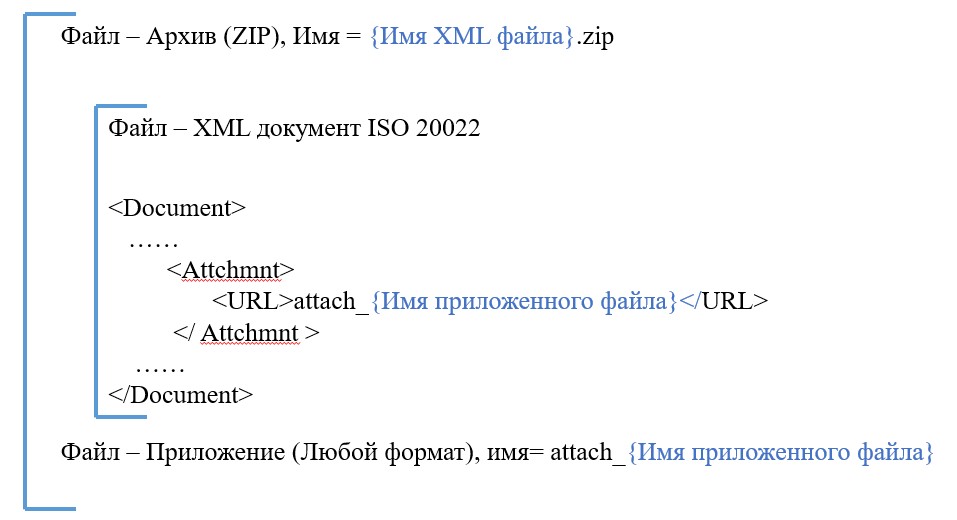 Файл – Архив (ZIP), Имя = {Имя XML файла}.zip
Файл – XML документ ISO 20022
<Document>
……
<Attchmnt>
<URL>attach_{Имя приложенного файла}</URL>
</ Attchmnt >
……
</Document>
Файл – Приложение (Любой формат), имя= attach_{Имя приложенного файла}